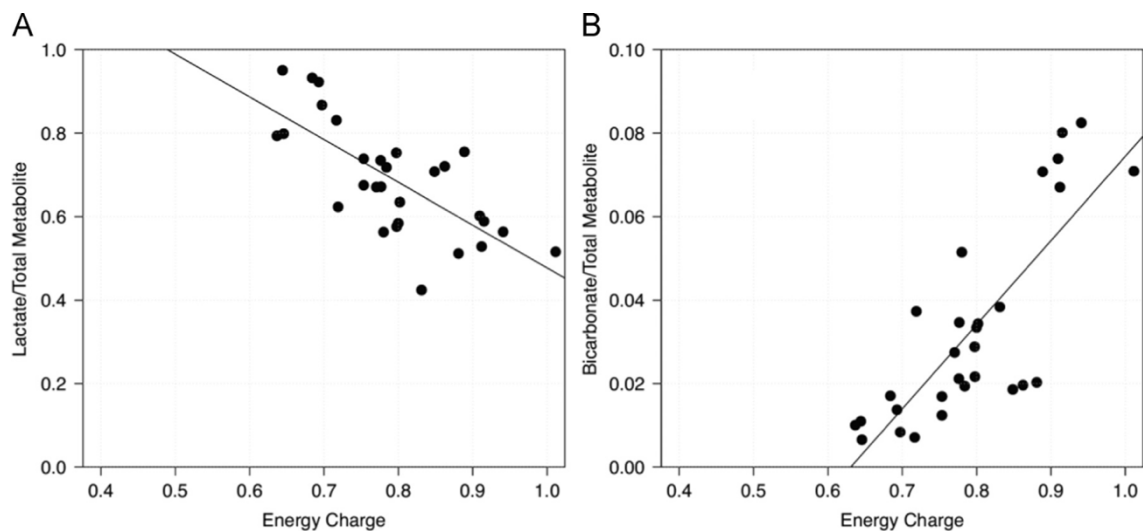 A
Lactate/Total Metabolite
1.0
0.8
0.6
0.4
0.2
0.0
0.4 0.5 0.6 0.7 0.8 0.9 1.0
Energy Charge
B
Bicarbonate/Total Metabolite
0.10
0.08
0.06
0.04
0.02
0.00
0.4 0.5 0.6 0.7 0.8 0.9 1.0
Energy Charge